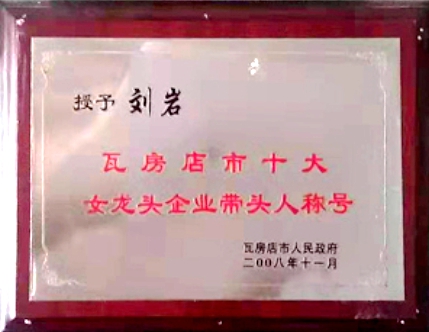 授予 刘岩
瓦房店市十大
女龙头企业带头人称号
瓦房店市人民政府
二00八年十一月